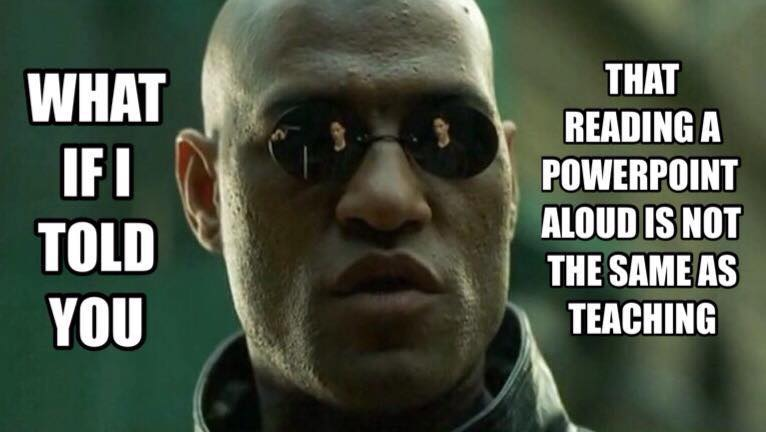 WHAT
IF I
TOLD
YOU
THAT
READING A
POWERPOINT
ALOUD IS NOT
THE SAME AS
TEACHING